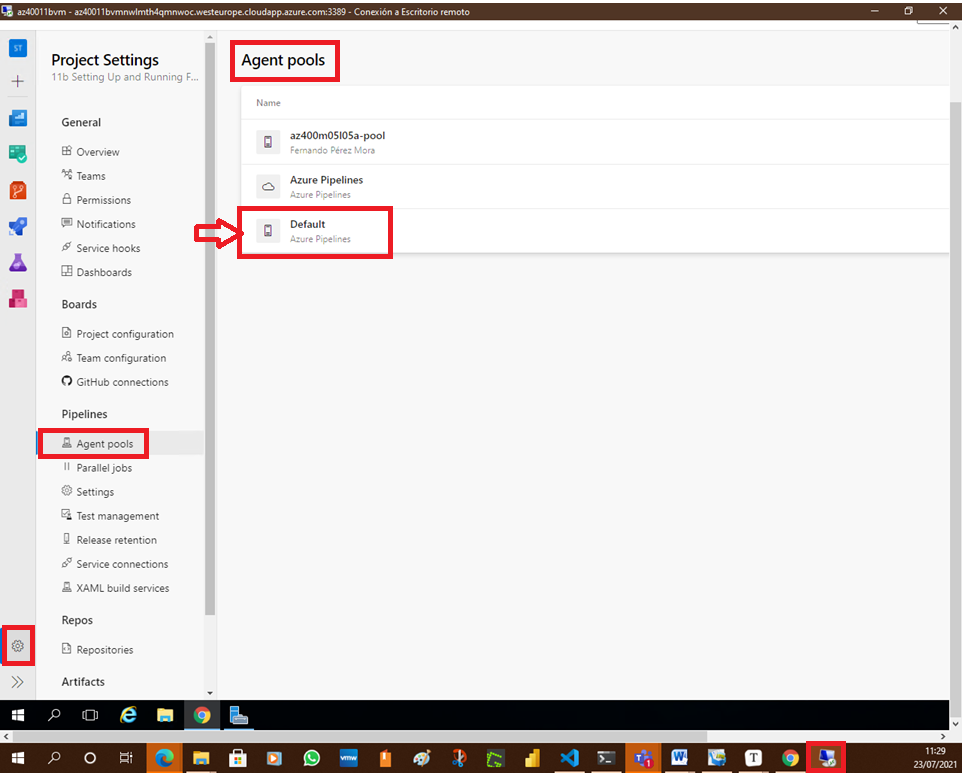 az40011bvm - az40011bvmnwlmth4qmnwoc.westeurope.cloudapp.azure.com:3389 - Conexión a Escritorio remoto
ST
Project Settings
11b Setting Up and Running F...
General
Overview
Teams
Permissions
Notifications
Service hooks
Dashboards
Boards
Project configuration
Team configuration
GitHub connections
Pipelines
Agent pools
Parallel jobs
Settings
Test management
Release retention
Service connections
XAML build services
Repos
Repositories
Artifacts
Agent pools
Name
az400m05l05a-pool
Fernando Pérez Mora
Azure Pipelines
Azure Pipelines
Default
Azure Pipelines
vmw
1
11:29
23/07/2021